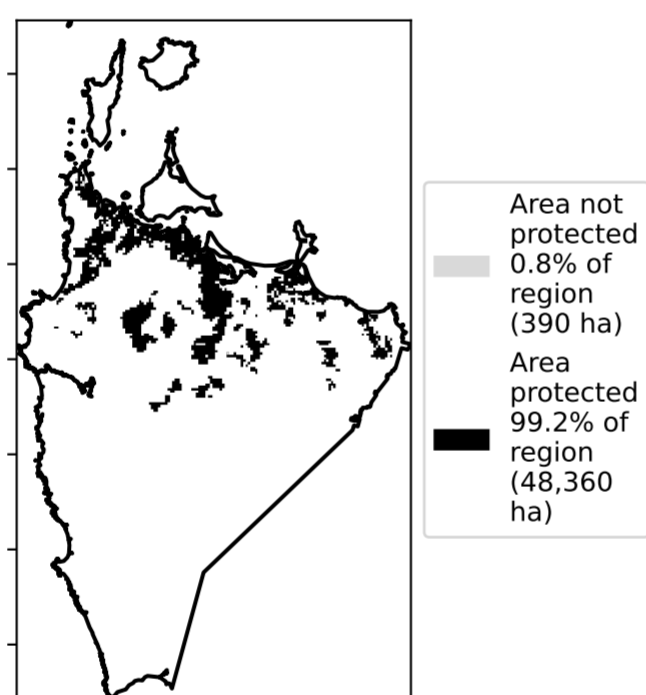 Area not
protected
0.8% of
region
(390 ha)
Area
protected
99.2% of
region
(48,360
ha)